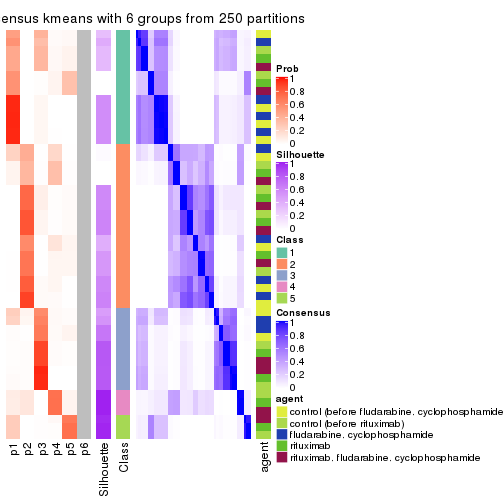 ensus kmeans with 6 groups from 250 partitions
Prob
1
0.8
0.6
0.4
0.2
0
Silhouette
1
0.8
0.6
0.4
0.2
0
Class
1
2
3
4
5
Consensus
1
0.8
0.6
0.4
0.2
0
agent
control (before fludarabine. cyclophosphamide
control (before rituximab)
fludarabine. cyclophosphamide
rituximab
rituximab. fludarabine. cyclophosphamide
p1
p2
p3
p4
p5
p6
Silhouette
Class
agent